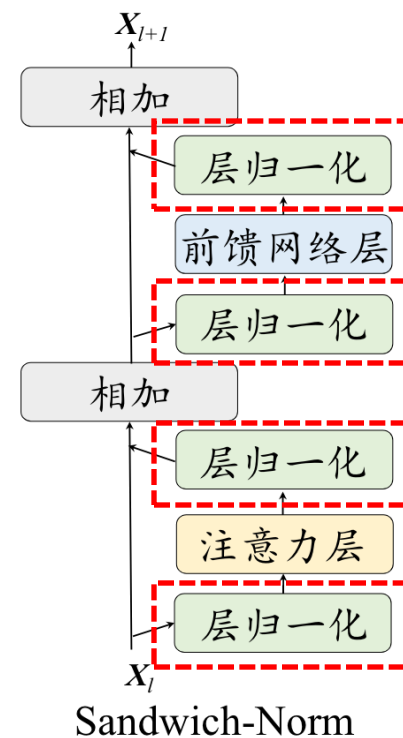 X_{l+1}
相加
层归一化
前馈网络层
层归一化
相加
层归一化
注意力层
层归一化
X_l
Sandwich-Norm